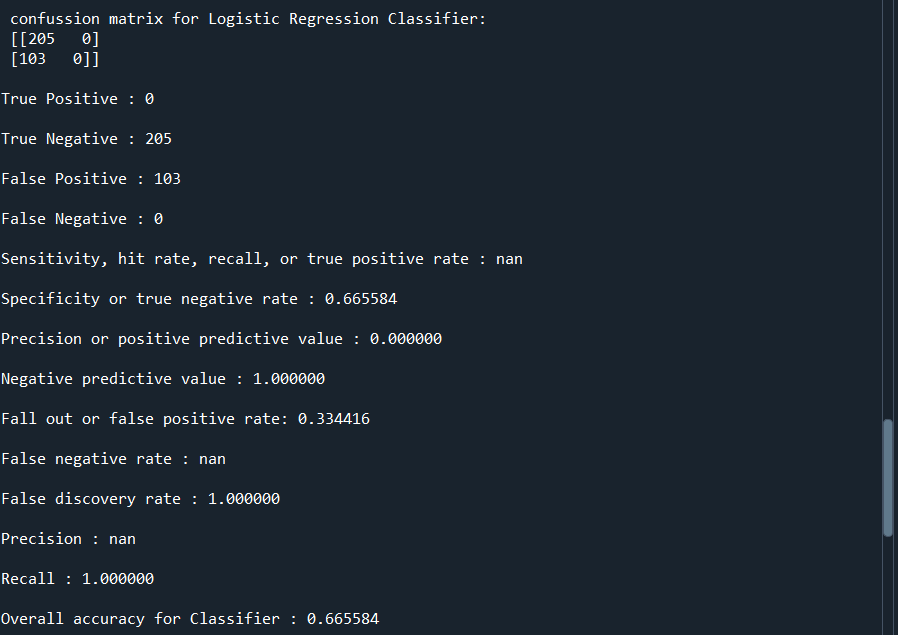 confussion matrix for Logistic Regression Classifier:
[[205   0]
[103   0]]
True Positive : 0
True Negative : 205
False Positive : 103
False Negative : 0
Sensitivity, hit rate, recall, or true positive rate : nan
Specificity or true negative rate : 0.665584
Precision or positive predictive value : 0.000000
Negative predictive value : 1.000000
Fall out or false positive rate: 0.334416
False negative rate : nan
False discovery rate : 1.000000
Precision : nan
Recall : 1.000000
Overall accuracy for Classifier : 0.665584